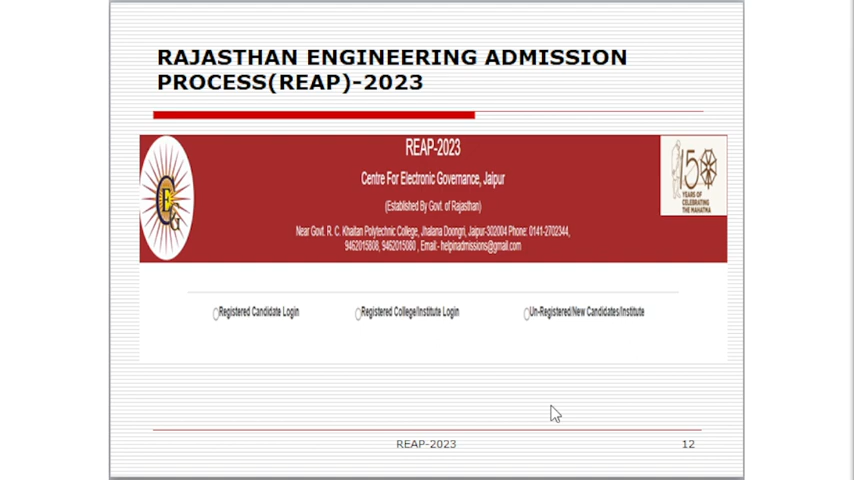 RAJASTHAN ENGINEERING ADMISSION
PROCESS(REAP)-2023
REAP-2023
Centre For Electronic Governance, Jaipur
(Established By Govt. of Rajasthan)
Near Govt. R. C. Khaitan Polytechnic College, Jhalana Doongri, Jaipur-302004 Phone: 0141-2702344,
9462015808, 9462015080 , Email:- helpinadmissions@gmail.com
150
YEARS OF
CELEBRATING
THE MAHATMA
Registered Candidate Login
Registered College/Institute Login
Un-Registered/New Candidates/Institute
REAP-2023
12